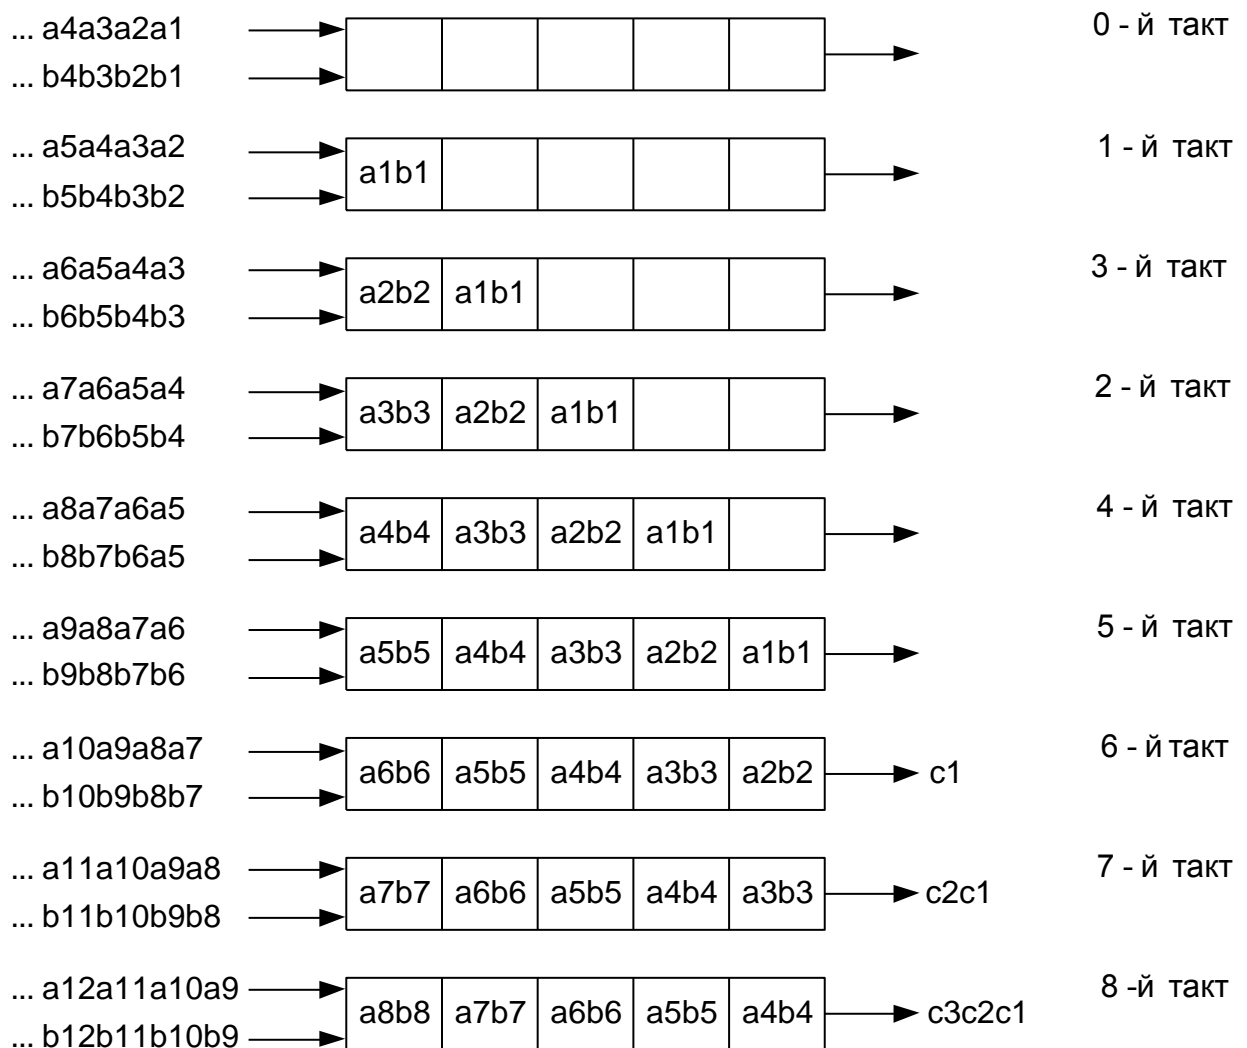 ... a4a3a2a1 0 - й такт
... b4b3b2b1
... a5a4a3a2 1 - й такт
a1b1
... b5b4b3b2
... a6a5a4a3 3 - й такт
a2b2 a1b1
... b6b5b4b3
... a7a6a5a4 2 - й такт
a3b3 a2b2 a1b1
... b7b6b5b4
... a8a7a6a5 4 - й такт
a4b4 a3b3 a2b2 a1b1
... b8b7b6a5
... a9a8a7a6 5 - й такт
a5b5 a4b4 a3b3 a2b2 a1b1
... b9b8b7b6
... a10a9a8a7 6 - й такт
a6b6 a5b5 a4b4 a3b3 a2b2 c1
... b10b9b8b7
... a11a10a9a8 7 - й такт
a7b7 a6b6 a5b5 a4b4 a3b3 c2c1
... b11b10b9b8
... a12a11a10a9 8 -й такт
a8b8 a7b7 a6b6 a5b5 a4b4 c3c2c1
... b12b11b10b9